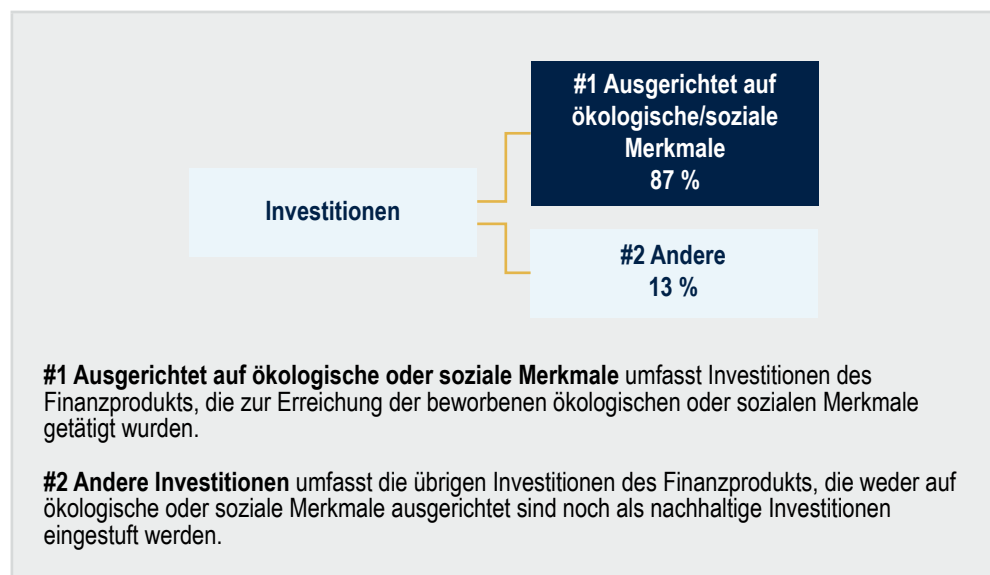 #1 Ausgerichtet auf
ökologische/soziale
Merkmale
87 %
Investitionen
#2 Andere
13 %
#1 Ausgerichtet auf ökologische oder soziale Merkmale umfasst Investitionen des
Finanzprodukts, die zur Erreichung der beworbenen ökologischen oder sozialen Merkmale
getätigt wurden.
#2 Andere Investitionen umfasst die übrigen Investitionen des Finanzprodukts, die weder auf
ökologische oder soziale Merkmale ausgerichtet sind noch als nachhaltige Investitionen
eingestuft werden.